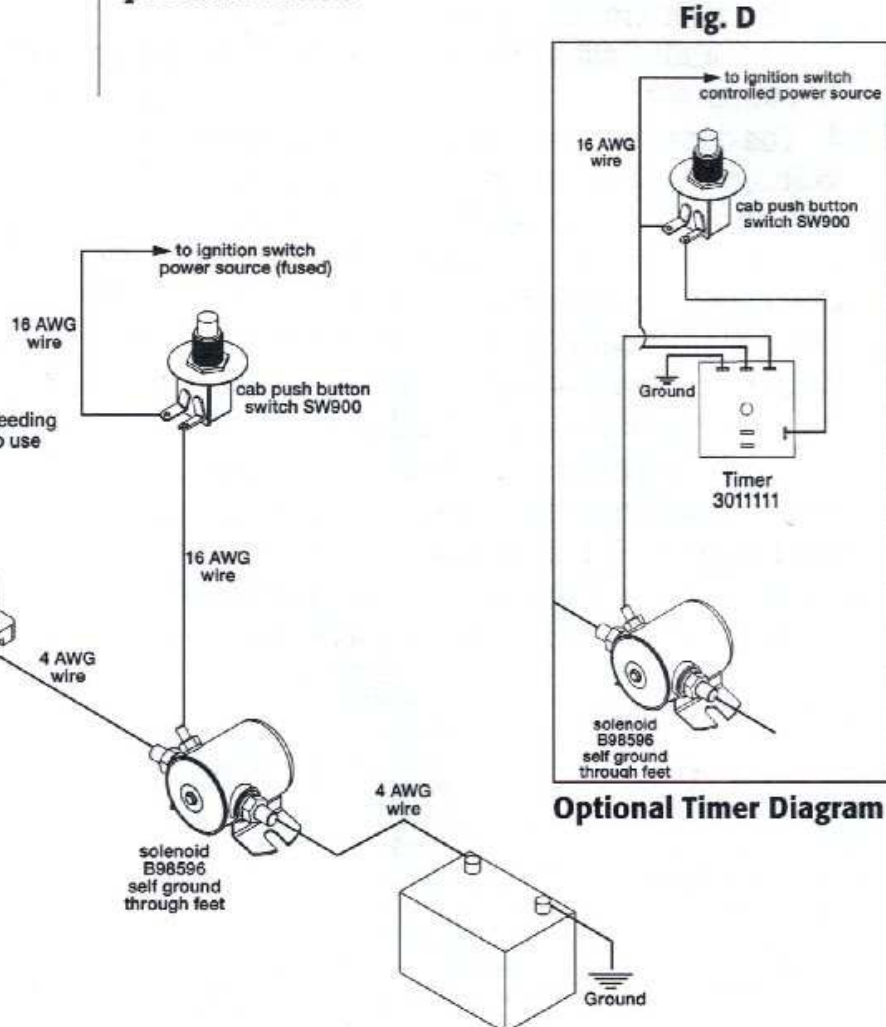 Fig. D
to ignition switch
controlled power source
16 AWG
wire
cab push button
switch SW900
Ground
Timer
3011111
solenoid
B98596
self ground
through feet
Optional Timer Diagram
to ignition switch
power source (fused)
16 AWG
wire
cab push button
switch SW900
eeding
o use
16 AWG
wire
4 AWG
wire
solenoid
B98596
self ground
through feet
4 AWG
wire
Ground